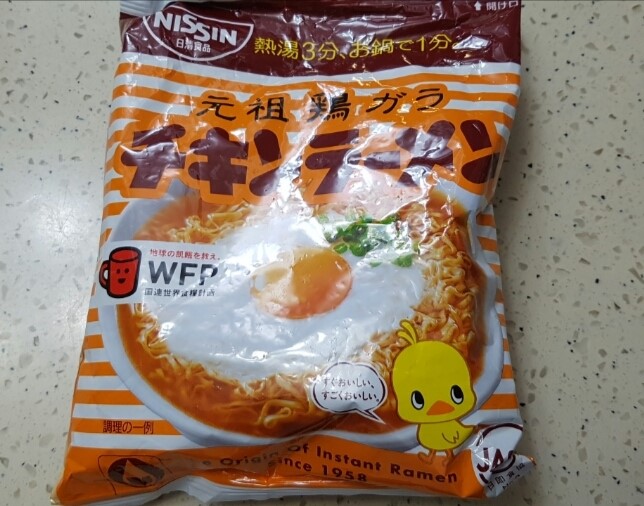 開け口
NISSIN
日清食品
熱湯3分、お鍋で1分
元祖鶏ガラ
チキンラーメン
地球の飢餓を救え。
WFP
国連世界食糧計画
すぐおいしい、
すごくおいしい。
調理の一例
Origin of Instant Ramen
since 1958